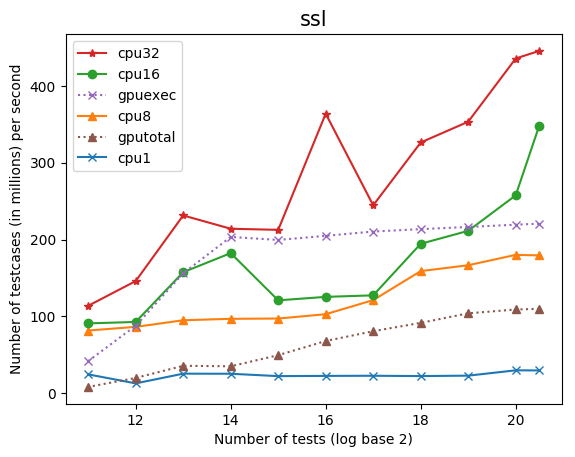 ssl
cpu32
cpu16
gpuexec
cpu8
gputotal
cpu1
Number of testcases (in millions) per second
400
300
200
100
0
12
14
16
18
20
Number of tests (log base 2)